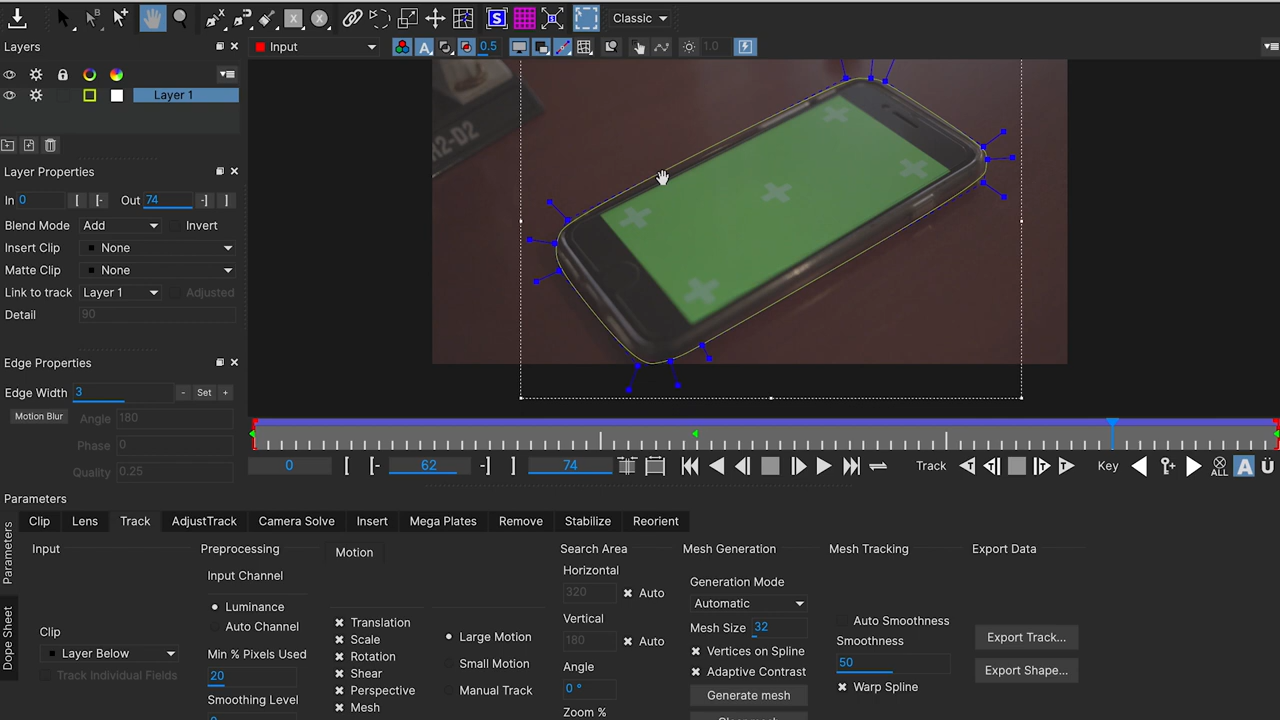 Classic
Layers
Input
0.5
1.0
Layer 1
R2-D2
Layer Properties
In 0 [ [- Out 74 -] ]
Blend Mode Add Invert
Insert Clip None
Matte Clip None
Link to track Layer 1 Adjusted
Detail 90
Edge Properties
Edge Width 3 - Set +
Motion Blur Angle 180
Phase 0
Quality 0.25
0 [ [- 62 -] ] 74 Track Key ALL A Ü
Parameters
Clip Lens Track AdjustTrack Camera Solve Insert Mega Plates Remove Stabilize Reorient
Parameters
Dope Sheet
Input
Clip
Layer Below
Track Individual Fields
Preprocessing
Input Channel
Luminance
Auto Channel
Min % Pixels Used
20
Smoothing Level
Motion
Translation
Scale
Rotation
Shear
Perspective
Mesh
Large Motion
Small Motion
Manual Track
Search Area
Horizontal
320 Auto
Vertical
180 Auto
Angle
0 °
Zoom %
Mesh Generation
Generation Mode
Automatic
Mesh Size 32
Vertices on Spline
Adaptive Contrast
Generate mesh
Mesh Tracking
Auto Smoothness
Smoothness
50
Warp Spline
Export Data
Export Track...
Export Shape...